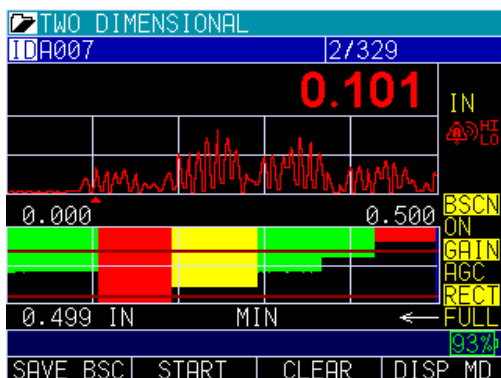 TWO DIMENSIONAL
IDA007 2/329
0.101 IN
HI
LO
0.000 0.500
BSCN
ON
GAIN
AGC
RECT
FULL
0.499 IN MIN
93%
SAVE BSC START CLEAR DISP MD